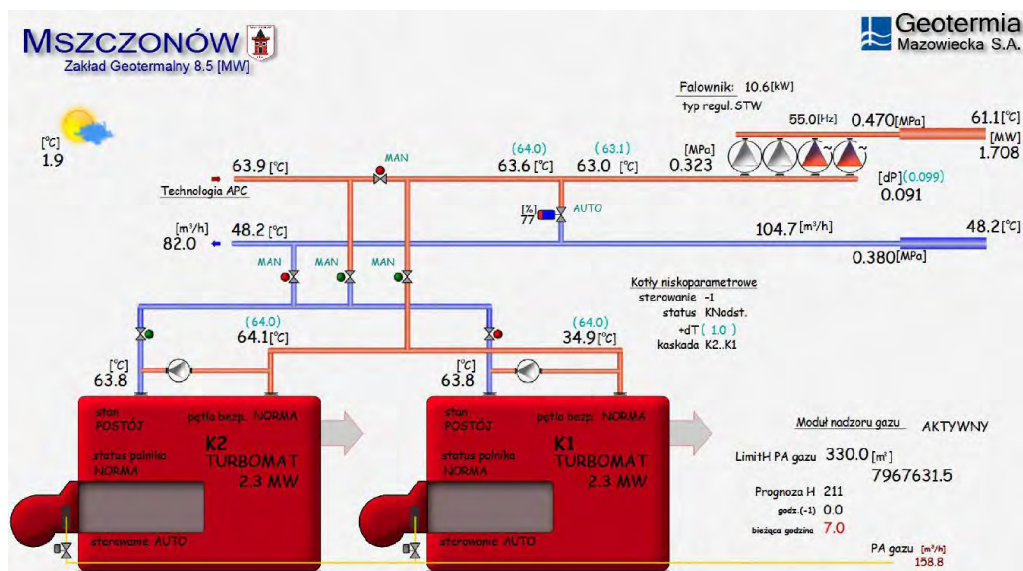 MSZCZONÓW
Zakład Geotermalny 8.5 [MW]
Geotermia
Mazowiecka S.A.
Falownik: 10.6[kW]
typ regul. STW
55.0[Hz] 0.470[MPa] 61.1[°C]
[MW]
1.708
[°C]
1.9
63.9 [°C]
MAN
(64.0) (63.1)
63.6 [°C] 63.0 [°C]
[MPa]
0.323
[dP](0.099)
0.091
Technologia APC
[%]
77
AUTO
[m³/h]
82.0
48.2 [°C]
104.7 [m³/h]
48.2[°C]
0.380[MPa]
MAN MAN MAN
Kotły niskoparametrowe
sterowanie -1
status KNodst.
+dT ( 1.0 )
kaskada K2..K1
(64.0)
64.1[°C]
(64.0)
34.9[°C]
[°C]
63.8
[°C]
63.8
stan
POSTÓJ
pętla bezp. NORMA
K2
TURBOMAT
2.3 MW
status palnika
NORMA
sterowanie AUTO
stan
POSTÓJ
pętla bezp. NORMA
K1
TURBOMAT
2.3 MW
status palnika
NORMA
sterowanie AUTO
Moduł nadzoru gazu AKTYWNY
LimitH PA gazu 330.0 [m³]
7967631.5
Prognoza H 211
godz.(-1) 0.0
bieżąca godzina 7.0
PA gazu [m³/h]
158.8